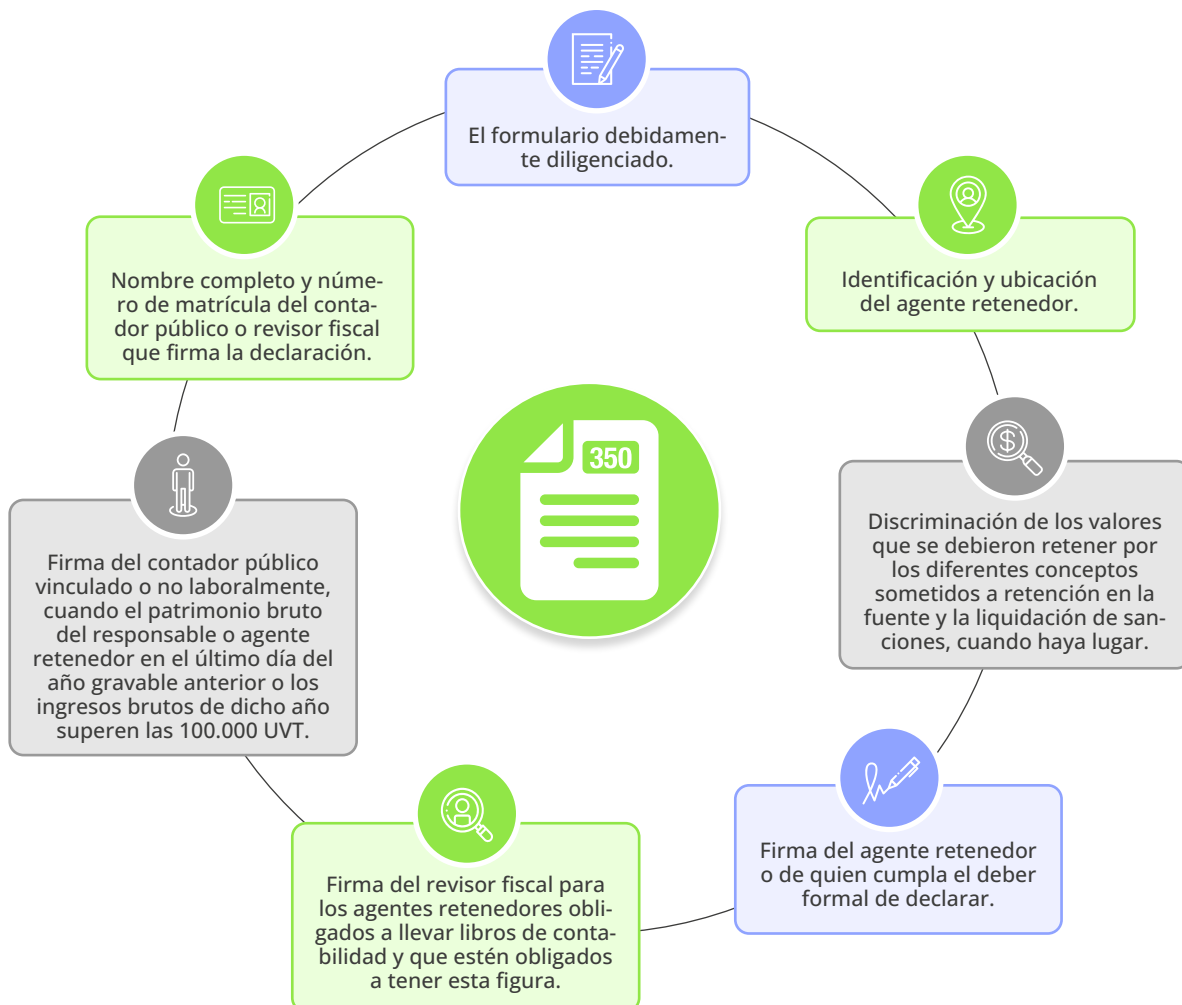 El formulario debidamen-
te diligenciado.
Identificación y ubicación
del agente retenedor.
Discriminación de los valores
que se debieron retener por
los diferentes conceptos
sometidos a retención en la
fuente y la liquidación de san-
ciones, cuando haya lugar.
Firma del agente retenedor
o de quien cumpla el deber
formal de declarar.
Firma del revisor fiscal para
los agentes retenedores obli-
gados a llevar libros de conta-
bilidad y que estén obligados
a tener esta figura.
Firma del contador público
vinculado o no laboralmente,
cuando el patrimonio bruto
del responsable o agente
retenedor en el último día del
año gravable anterior o los
ingresos brutos de dicho año
superen las 100.000 UVT.
Nombre completo y núme-
ro de matrícula del conta-
dor público o revisor fiscal
que firma la declaración.
350
$